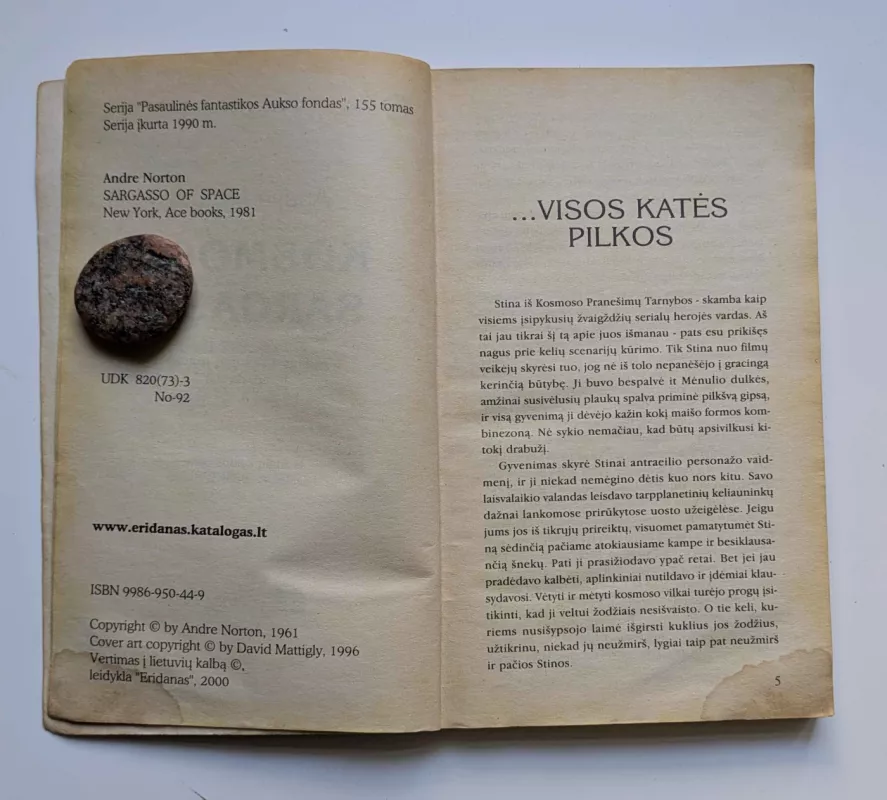 Serija "Pasaulinės fantastikos Aukso fondas", 155 tomas
Serija įkurta 1990 m.
Andre Norton
SARGASSO OF SPACE
New York, Ace books, 1981
UDK 820(73)-3
No-92
www.eridanas.katalogas.lt
ISBN 9986-950-44-9
Copyright © by Andre Norton, 1961
Cover art copyright © by David Mattigly, 1996
Vertimas į lietuvių kalbą ©,
leidykla "Eridanas", 2000
...VISOS KATĖS
PILKOS
Stina iš Kosmoso Pranešimų Tarnybos - skamba kaip
visiems įsipykusių žvaigždžių serialų herojės vardas. Aš
tai jau tikrai šį tą apie juos išmanau - pats esu prikišęs
nagus prie kelių scenarijų kūrimo. Tik Stina nuo filmų
veikėjų skyrėsi tuo, jog nė iš tolo nepanėšėjo į gracingą
kerinčią būtybę. Ji buvo bespalvė it Mėnulio dulkės,
amžinai susivėlusių plaukų spalva priminė pilkšvą gipsą,
ir visą gyvenimą ji dėvėjo kažin kokį maišo formos kom-
binezoną. Nė sykio nemačiau, kad būtų apsivilkusi ki-
tokį drabužį.
Gyvenimas skyrė Stinai antraeilio personažo vaid-
menį, ir ji niekad nemėgino dėtis kuo nors kitu. Savo
laisvalaikio valandas leisdavo tarpplanetinių keliauninkų
dažnai lankomose prirūkytose uosto užeigėlėse. Jeigu
jums jos iš tikrųjų prireiktų, visuomet pamatytumėt Sti-
ną sėdinčią pačiame atokiausiame kampe ir besiklausa-
nčią šnekų. Pati ji prasižiodavo ypač retai. Bet jei jau
pradėdavo kalbėti, aplinkiniai nutildavo ir įdėmiai klau-
sydavosi. Vėtyti ir mėtyti kosmoso vilkai turėjo progų įsi-
tikinti, kad ji veltui žodžiais nesišvaisto. O tie keli, ku-
riems nusišypsojo laimė išgirsti kuklius jos žodžius,
užtikrinu, niekad jų neužmirš, lygiai taip pat neužmirš
ir pačios Stinos.
5